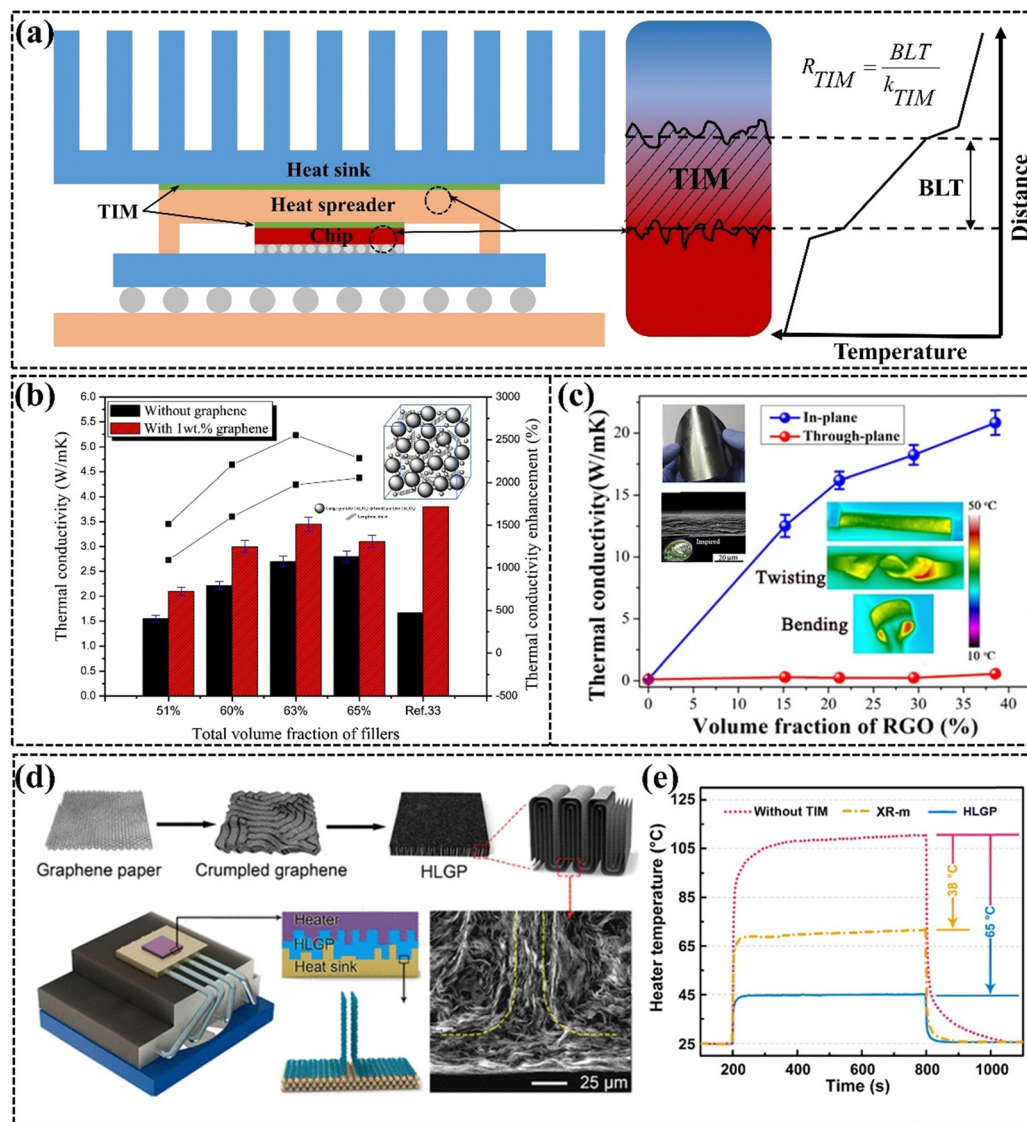 (a)
Heat sink
TIM
Heat spreader
Chip
TIM
R_TIM = BLT / k_TIM
BLT
Distance
Temperature
(b)
Thermal conductivity (W/mK)
6.0
5.5
5.0
4.5
4.0
3.5
3.0
2.5
2.0
1.5
1.0
0.5
0.0
Without graphene
With 1wt.% graphene
3000
2500
2000
1500
1000
500
0
-500
Thermal conductivity enhancement (%)
51% 60% 63% 65% Ref.33
Total volume fraction of fillers
(c)
Thermal conductivity(W/mK)
20
15
10
5
0
In-plane
Through-plane
Inspired
20 μm
50 °C
Twisting
Bending
10 °C
0 5 10 15 20 25 30 35 40
Volume fraction of RGO (%)
(d)
Graphene paper
Crumpled graphene
HLGP
Heater
HLGP
Heat sink
25 μm
(e)
Heater temperature (°C)
125
105
85
65
45
25
Without TIM XR-m HLGP
38 °C
65 °C
200 400 600 800 1000
Time (s)